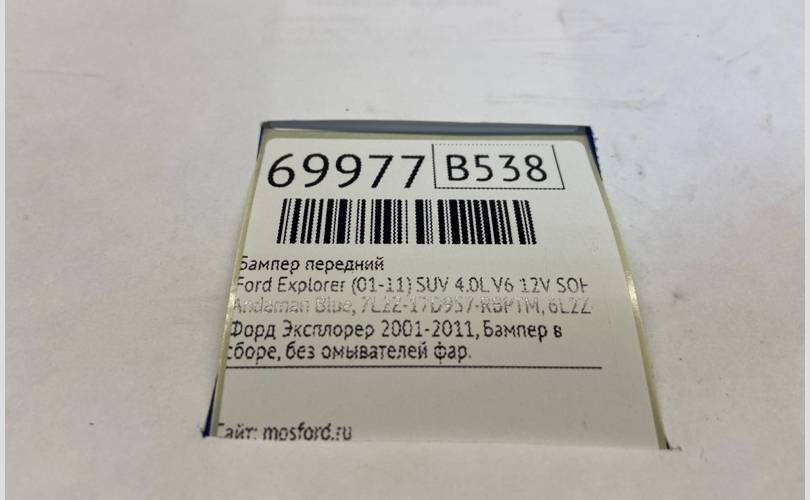 69977 B538
Бампер передний
Ford Explorer (01-11) SUV 4.0L V6 12V SOH
Andaman Blue, 7L2Z-17D957-RBPTM, 6L2Z
Форд Эксплорер 2001-2011, Бампер в
сборе, без омывателей фар.
Сайт: mosford.ru